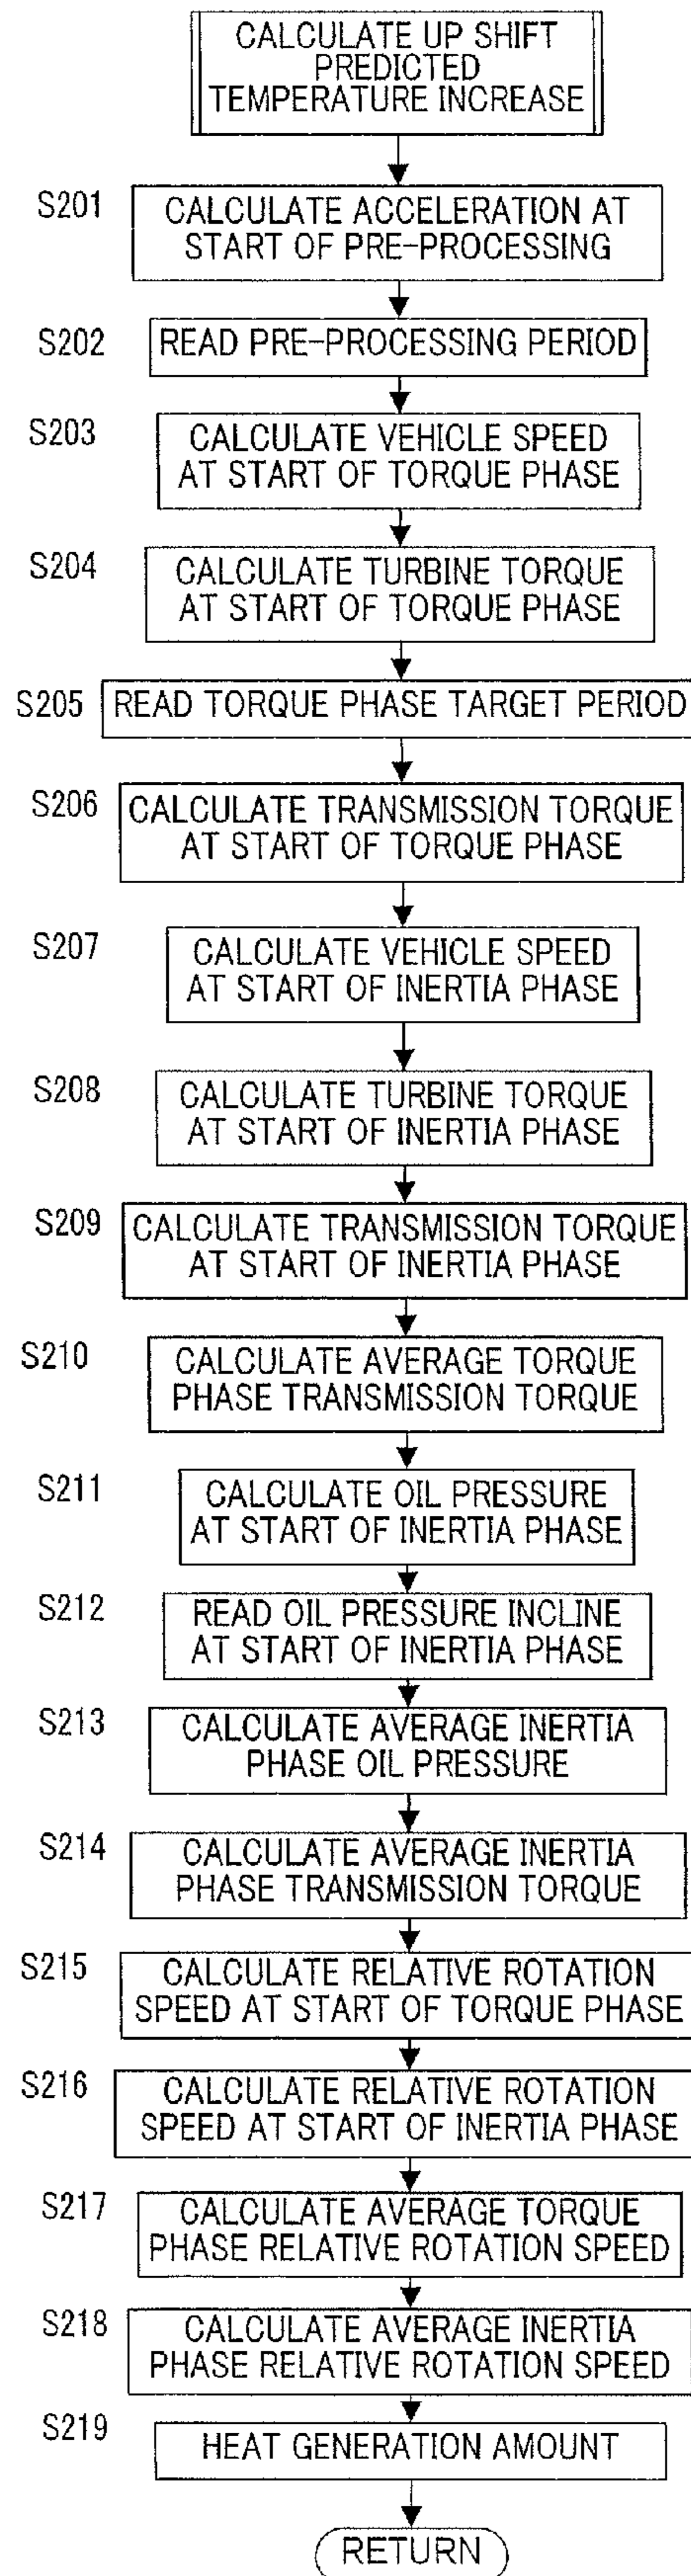 CALCULATE UP SHIFT
PREDICTED
TEMPERATURE INCREASE
S201
CALCULATE ACCELERATION AT
START OF PRE-PROCESSING
S202
READ PRE-PROCESSING PERIOD
S203
CALCULATE VEHICLE SPEED
AT START OF TORQUE PHASE
S204
CALCULATE TURBINE TORQUE
AT START OF TORQUE PHASE
S205
READ TORQUE PHASE TARGET PERIOD
S206
CALCULATE TRANSMISSION TORQUE
AT START OF TORQUE PHASE
S207
CALCULATE VEHICLE SPEED
AT START OF INERTIA PHASE
S208
CALCULATE TURBINE TORQUE
AT START OF INERTIA PHASE
S209
CALCULATE TRANSMISSION TORQUE
AT START OF INERTIA PHASE
S210
CALCULATE AVERAGE TORQUE
PHASE TRANSMISSION TORQUE
S211
CALCULATE OIL PRESSURE
AT START OF INERTIA PHASE
S212
READ OIL PRESSURE INCLINE
AT START OF INERTIA PHASE
S213
CALCULATE AVERAGE INERTIA
PHASE OIL PRESSURE
S214
CALCULATE AVERAGE INERTIA
PHASE TRANSMISSION TORQUE
S215
CALCULATE RELATIVE ROTATION
SPEED AT START OF TORQUE PHASE
S216
CALCULATE RELATIVE ROTATION
SPEED AT START OF INERTIA PHASE
S217
CALCULATE AVERAGE TORQUE
PHASE RELATIVE ROTATION SPEED
S218
CALCULATE AVERAGE INERTIA
PHASE RELATIVE ROTATION SPEED
S219
HEAT GENERATION AMOUNT
RETURN